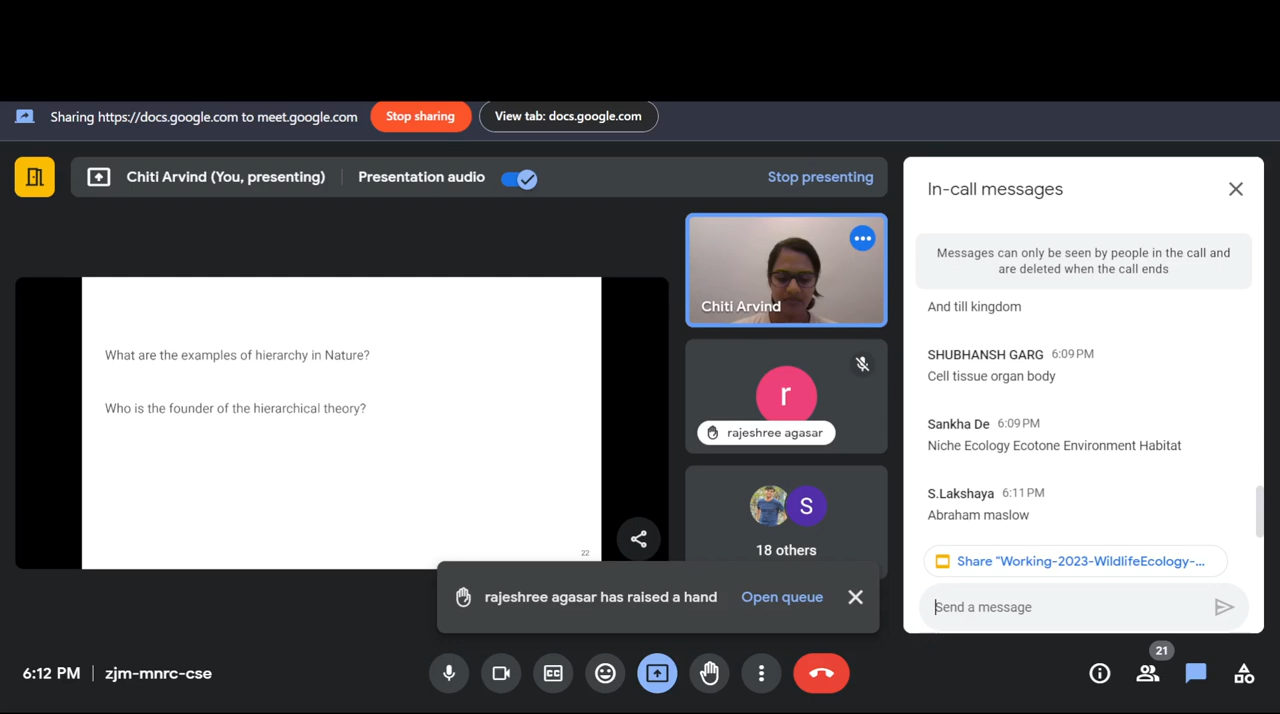 Sharing https://docs.google.com to meet.google.com
Stop sharing
View tab: docs.google.com
Chiti Arvind (You, presenting)
Presentation audio
Stop presenting
What are the examples of hierarchy in Nature?
Who is the founder of the hierarchical theory?
22
Chiti Arvind
r
rajeshree agasar
S
18 others
rajeshree agasar has raised a hand
Open queue
In-call messages
Messages can only be seen by people in the call and
are deleted when the call ends
And till kingdom
SHUBHANSH GARG 6:09 PM
Cell tissue organ body
Sankha De 6:09 PM
Niche Ecology Ecotone Environment Habitat
S.Lakshaya 6:11 PM
Abraham maslow
Share "Working-2023-WildlifeEcology-...
Send a message
6:12 PM
zjm-mnrc-cse
CC
21